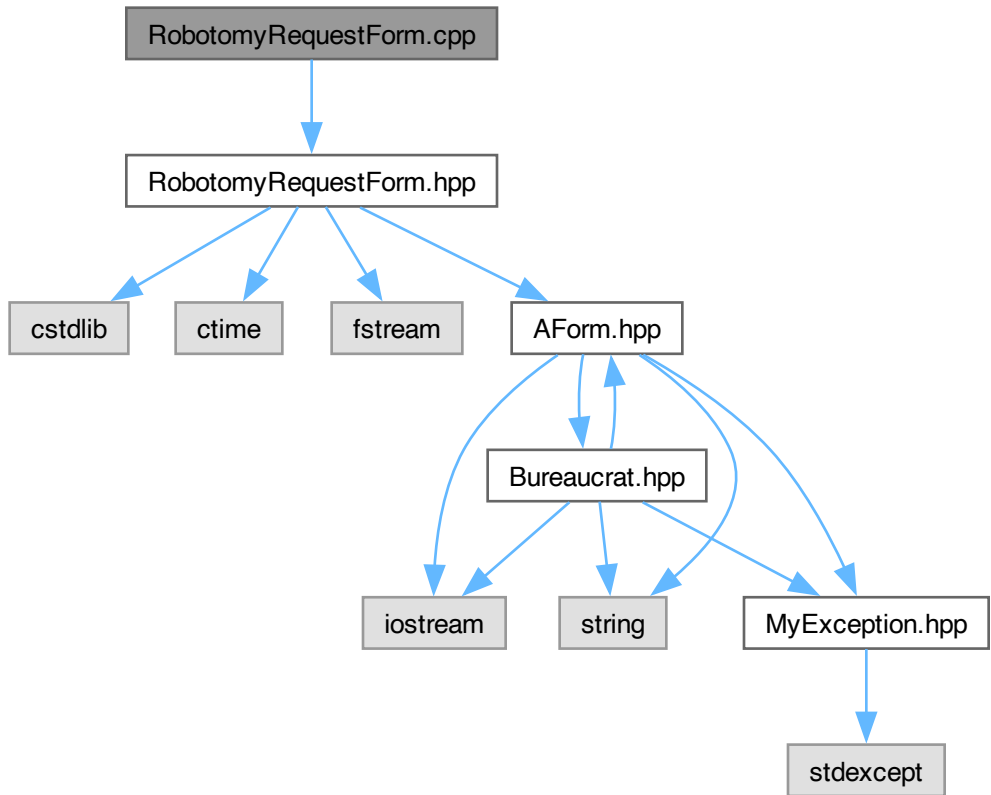 RobotomyRequestForm.cpp
RobotomyRequestForm.hpp
cstdlib
ctime
fstream
AForm.hpp
Bureaucrat.hpp
iostream
string
MyException.hpp
stdexcept